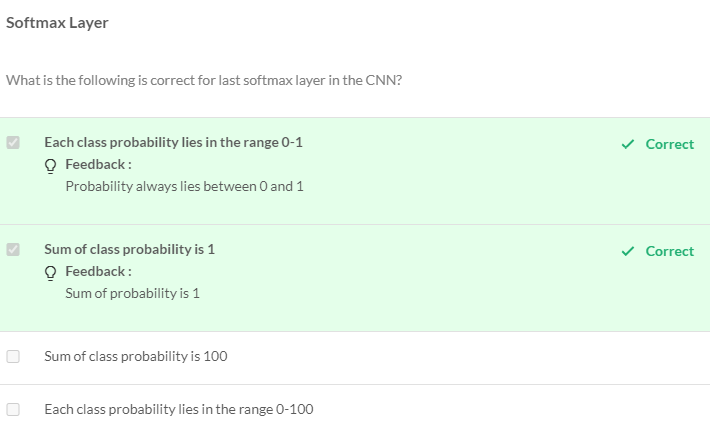 Softmax Layer
What is the following is correct for last softmax layer in the CNN?
Each class probability lies in the range 0-1
Correct
Feedback :
Probability always lies between 0 and 1
Sum of class probability is 1
Correct
Feedback :
Sum of probability is 1
Sum of class probability is 100
Each class probability lies in the range 0-100